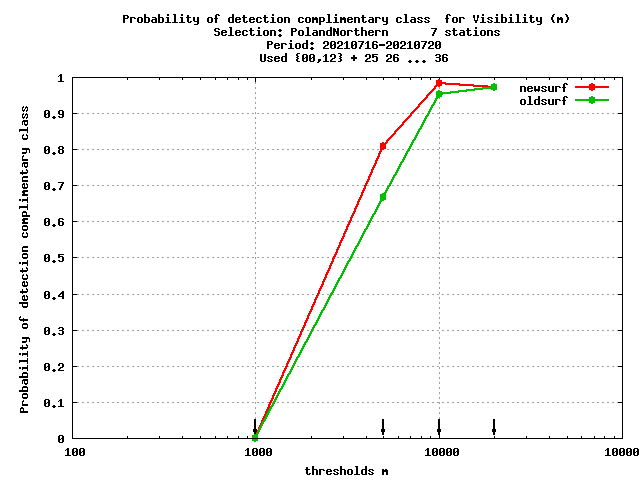 Probability of detection complimentary class  for Visibility (m)
Selection: PolandNorthern      7 stations
Period: 20210716-20210720
Used {00,12} + 25 26 ... 36
newsurf
oldsurf
Probability of detection complimentary class
1
0.9
0.8
0.7
0.6
0.5
0.4
0.3
0.2
0.1
0
100
1000
10000
10000
thresholds m